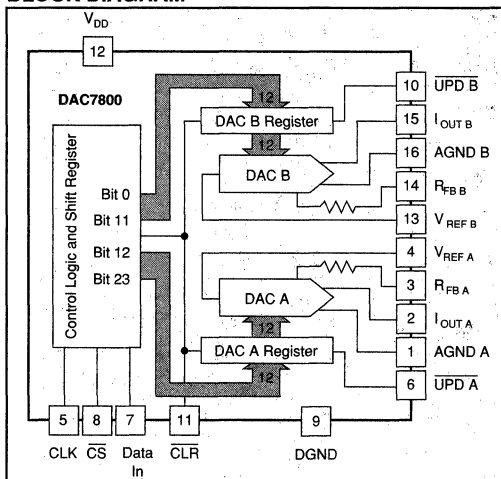 BLOCK DIAGRAM
V_DD
12
DAC7800
Control Logic and Shift Register
Bit 0
Bit 11
Bit 12
Bit 23
12
DAC B Register
12
DAC B
DAC A
12
DAC A Register
12
10 UPD B
15 I_OUT B
16 AGND B
14 R_FB B
13 V_REF B
4 V_REF A
3 R_FB A
2 I_OUT A
1 AGND A
6 UPD A
5 8 7 11 9
CLK CS Data In CLR DGND